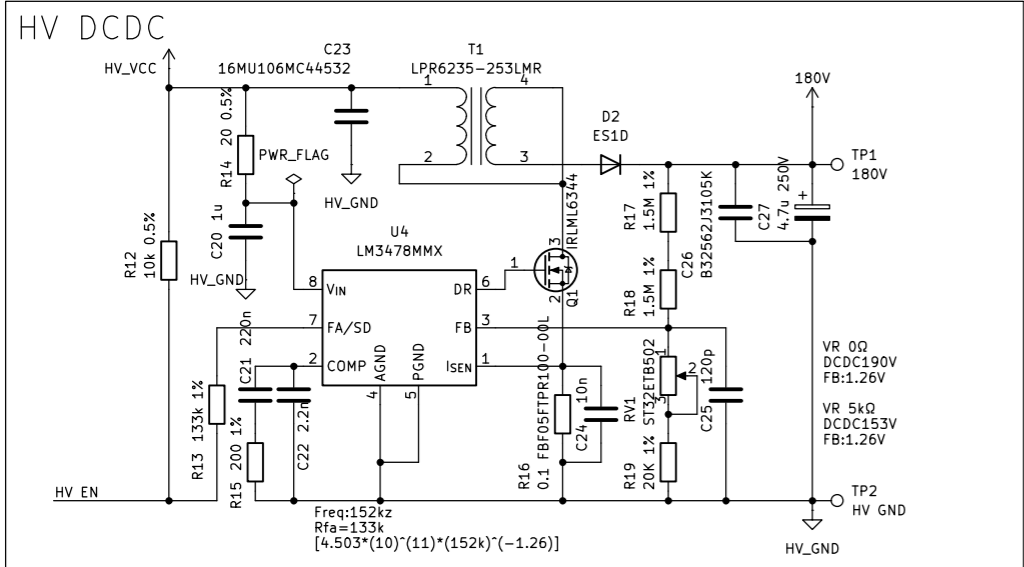 HV DCDC
C23
16MU106MC44532
T1
LPR6235-253LMR
HV_VCC
180V
1
4
2
3
D2
ES1D
R14
20 0.5%
PWR_FLAG
HV_GND
TP1
180V
R17
1.5M 1%
C26
B32562J3105K
C27
4.7u 250V
+
IRLML6344
Q1
3
1
2
C20
1u
HV_GND
R12
10k 0.5%
U4
LM3478MMX
8
VIN
DR
6
7
FA/SD
FB
3
2
COMP
ISEN
1
AGND
PGND
4
5
R18
1.5M 1%
C21
220n
C22
2.2n
R13
133k 1%
R15
200 1%
R16
0.1 FBF05FTPR100-00L
C24
10n
RV1
ST32ETB502
1
2
3
C25
120p
R19
20K 1%
VR 0Ω
DCDC190V
FB:1.26V
VR 5kΩ
DCDC153V
FB:1.26V
HV EN
TP2
HV GND
HV_GND
Freq:152kz
Rfa=133k
[4.503*(10)^(11)*(152k)^(-1.26)]